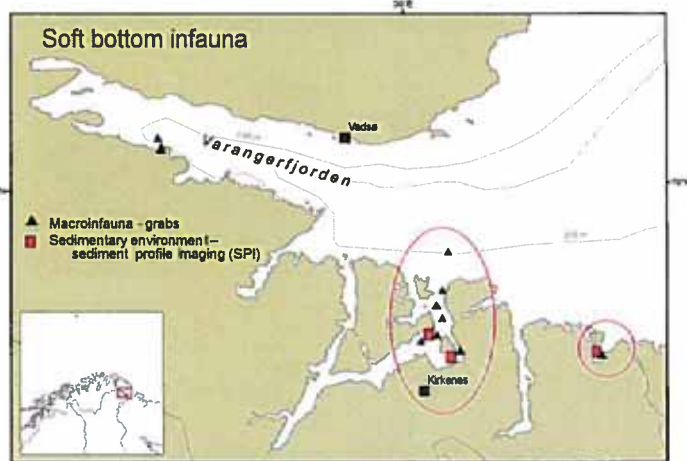 Soft bottom infauna
Vadsø
Varangerfjorden
Macroinfauna - grabs
Sedimentary environment –
sediment profile imaging (SPI)
Kirkenes